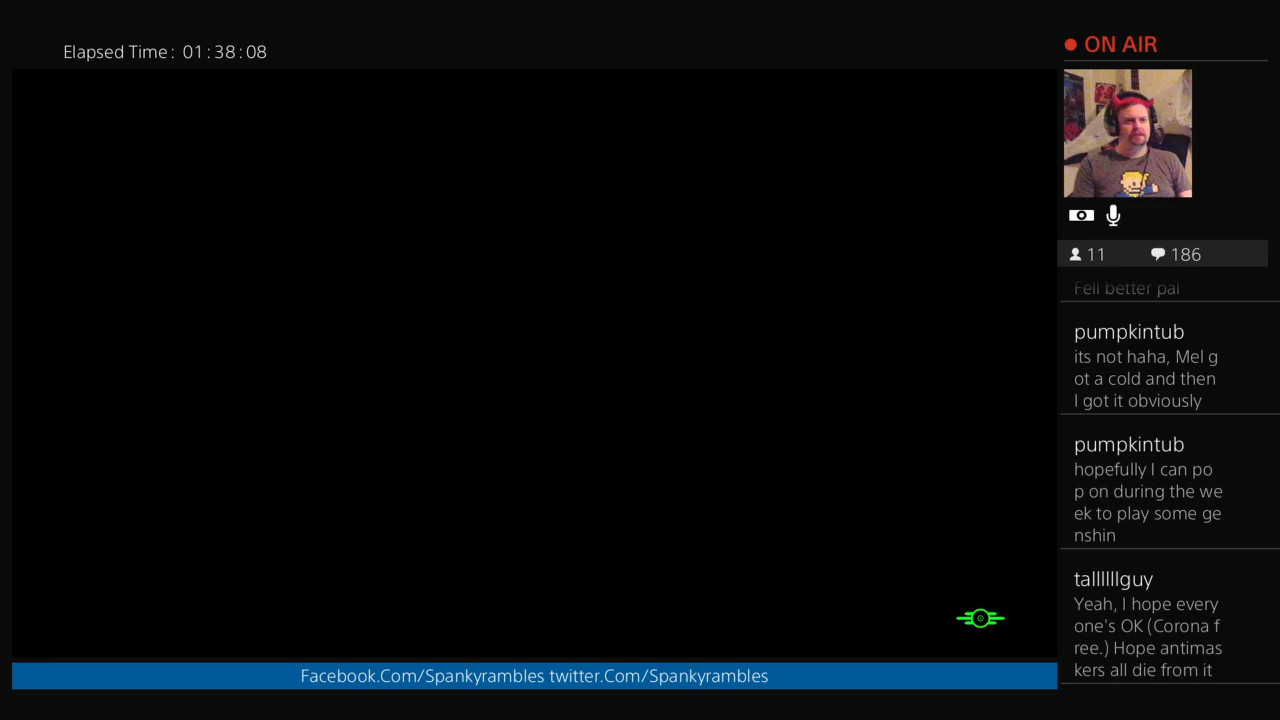 Elapsed Time: 01:38:08
ON AIR
11 186
Fell better pal
pumpkintub
its not haha, Mel g
ot a cold and then
I got it obviously
pumpkintub
hopefully I can po
p on during the we
ek to play some ge
nshin
tallllllguy
Yeah, I hope every
one's OK (Corona f
ree.) Hope antimas
kers all die from it
Facebook.Com/Spankyrambles twitter.Com/Spankyrambles